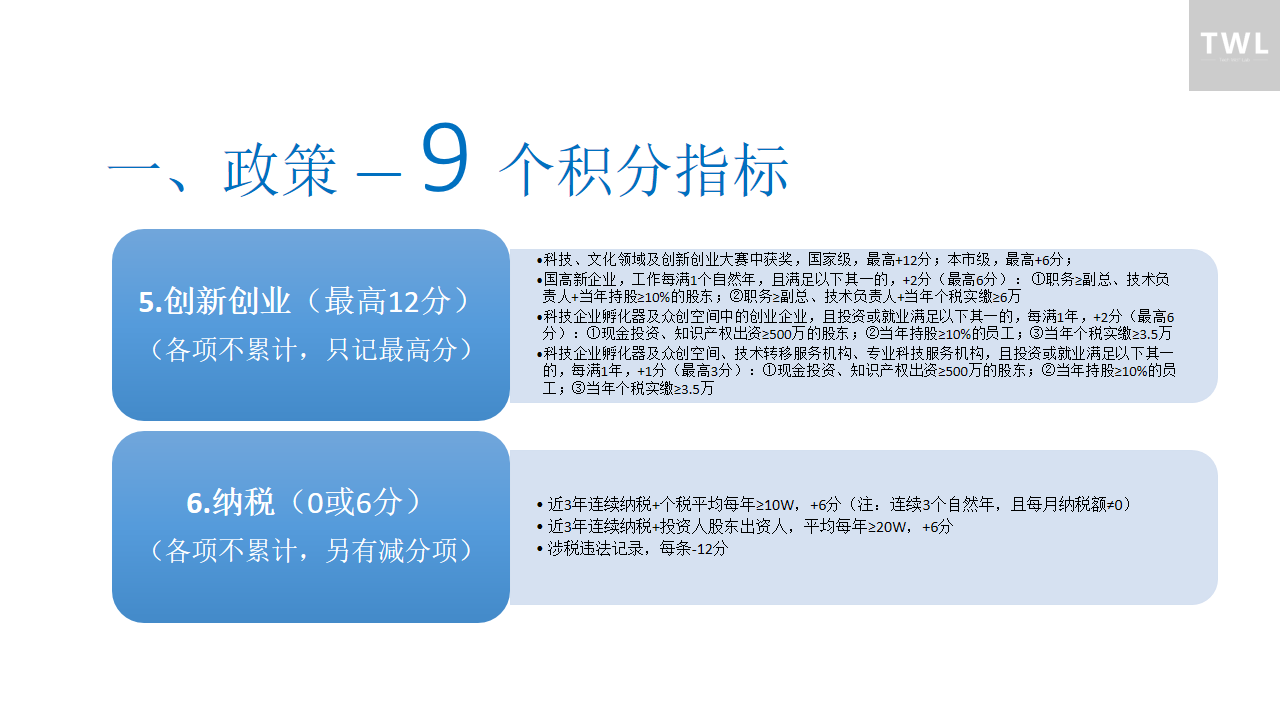 TWL
一、政策 – 9 个积分指标
5.创新创业（最高12分）
（各项不累计，只记最高分）
•科技、文化领域及创新创业大赛中获奖，国家级，最高+12分；本市级，最高+6分；
•国高新企业，工作每满1个自然年，且满足以下其一的，+2分（最高6分）：①职务≥副总、技术负
责人+当年持股≥10%的股东；②职务≥副总、技术负责人+当年个税实缴≥6万
•科技企业孵化器及众创空间中的创业企业，且投资或就业满足以下其一的，每满1年，+2分（最高6
分）：①现金投资、知识产权出资≥500万的股东；②当年持股≥10%的员工；③当年个税实缴≥3.5万
•科技企业孵化器及众创空间、技术转移服务机构、专业科技服务机构，且投资或就业满足以下其一
的，每满1年，+1分（最高3分）：①现金投资、知识产权出资≥500万的股东；②当年持股≥10%的员
工；③当年个税实缴≥3.5万
6.纳税（0或6分）
（各项不累计，另有减分项）
• 近3年连续纳税+个税平均每年≥10W，+6分（注：连续3个自然年，且每月纳税额≠0）
• 近3年连续纳税+投资人股东出资人，平均每年≥20W，+6分
• 涉税违法记录，每条-12分